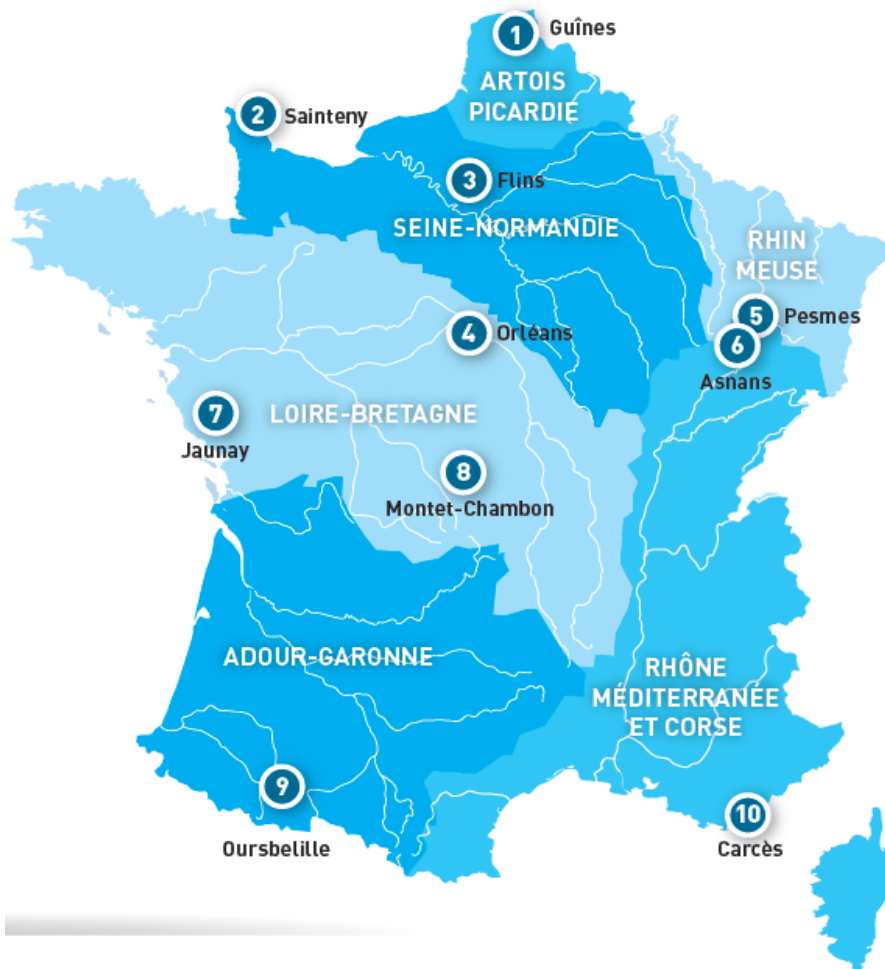 1 Guînes
ARTOIS
PICARDIE
2 Sainteny
3 Flins
SEINE-NORMANDIE
RHIN
MEUSE
5 Pesmes
4 Orléans
6
Asnans
7
LOIRE-BRETAGNE
Jaunay
8
Montet-Chambon
ADOUR-GARONNE
RHÔNE
MÉDITERRANÉE
ET CORSE
9
10
Oursbelille
Carcès